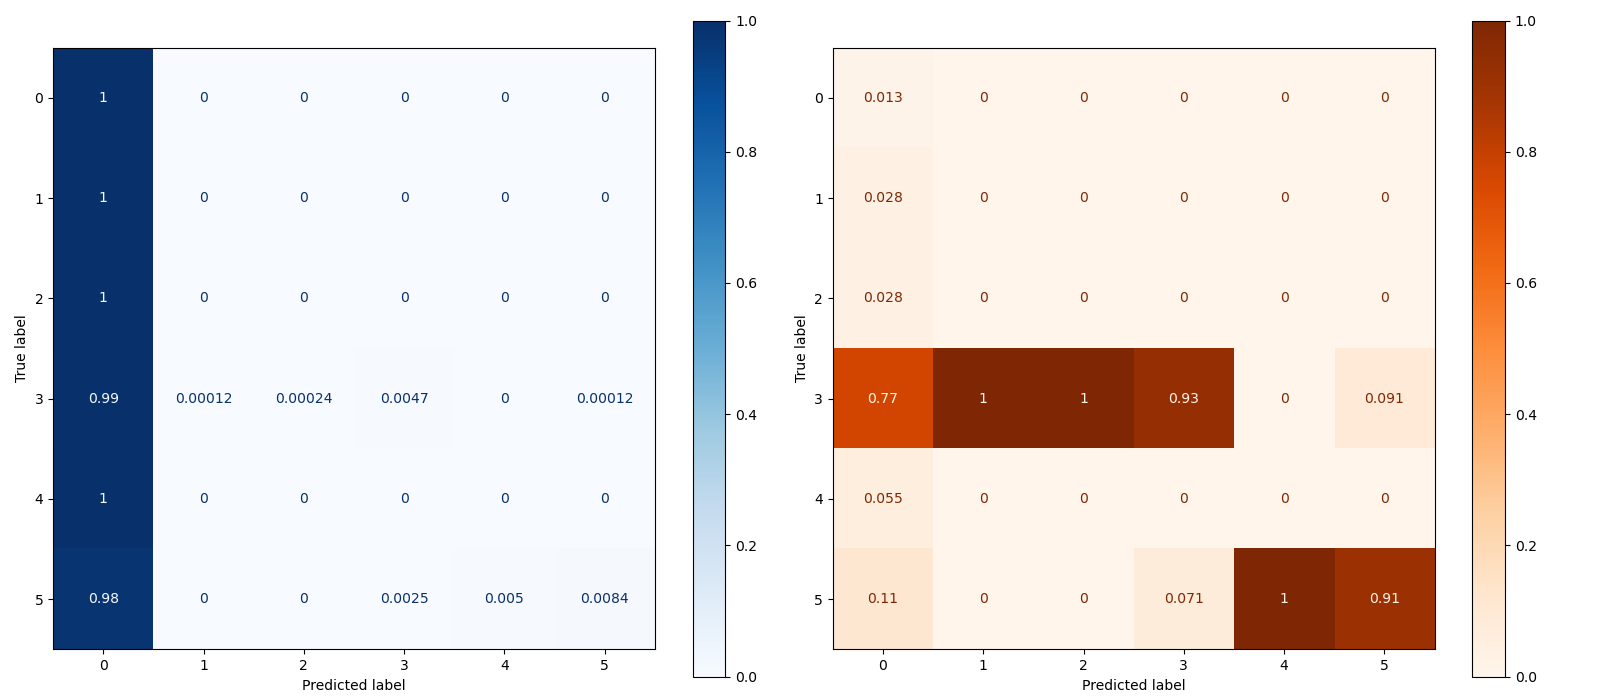 1.0
0.8
0.6
0.4
0.2
0.0
0 1 0 0 0 0 0
1 1 0 0 0 0 0
2 1 0 0 0 0 0
3 0.99 0.00012 0.00024 0.0047 0 0.00012
4 1 0 0 0 0 0
5 0.98 0 0 0.0025 0.005 0.0084
0 1 2 3 4 5
True label
Predicted label
1.0
0.8
0.6
0.4
0.2
0.0
0 0.013 0 0 0 0 0
1 0.028 0 0 0 0 0
2 0.028 0 0 0 0 0
3 0.77 1 1 0.93 0 0.091
4 0.055 0 0 0 0 0
5 0.11 0 0 0.071 1 0.91
0 1 2 3 4 5
True label
Predicted label